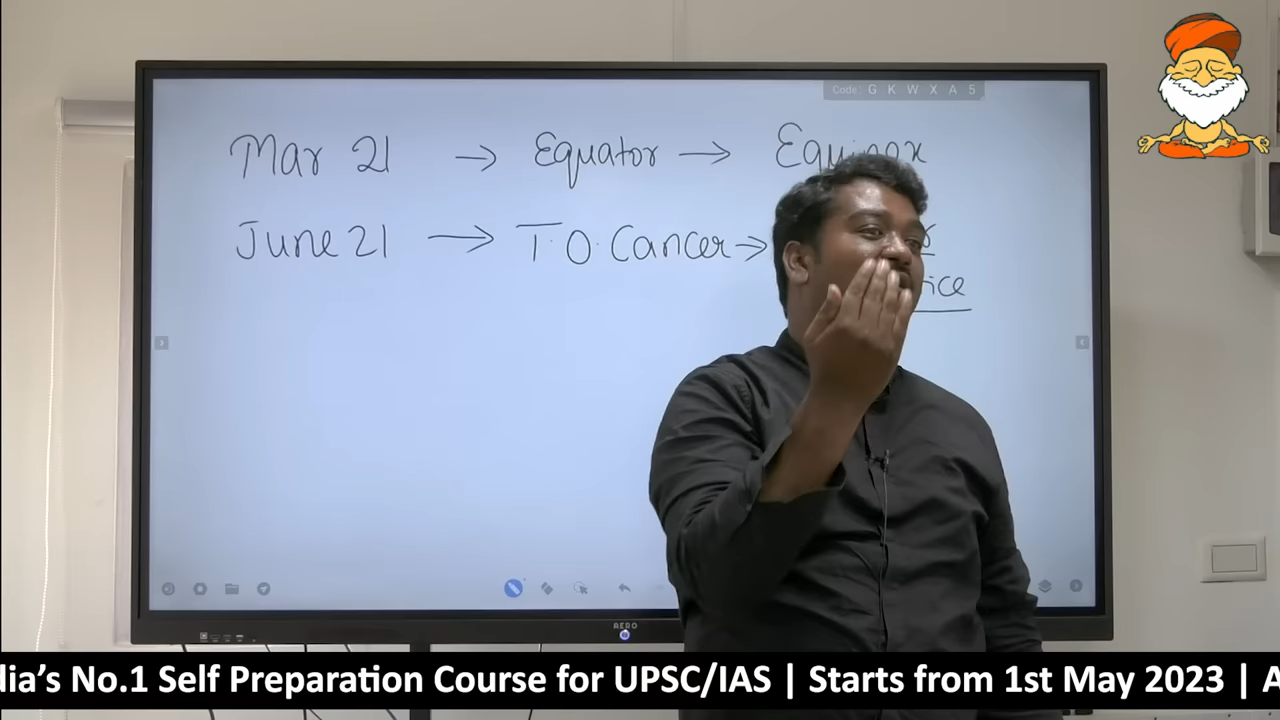 Code: G K W X A 5
Mar 21 → Equator → Equinox
June 21 → T.O. Cancer →
AERO
dia's No.1 Self Preparation Course for UPSC/IAS | Starts from 1st May 2023 | A